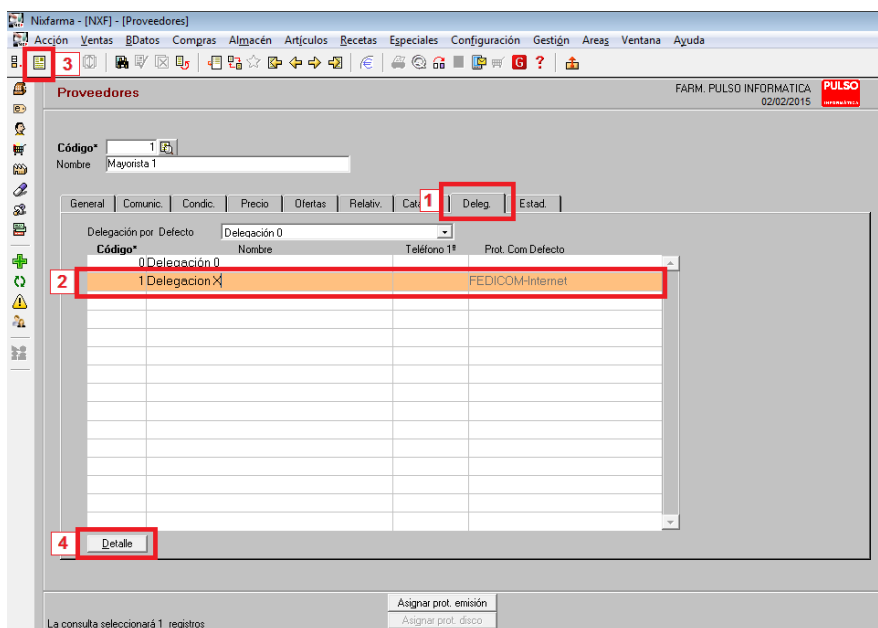 Nixfarma - [NXF] - [Proveedores]
Acción Ventas BDatos Compras Almacén Artículos Recetas Especiales Configuración Gestión Areas Ventana Ayuda
3 € G ?
Proveedores
FARM. PULSO INFORMATICA
02/02/2015
PULSO
INFORMÁTICA
Código* 1
Nombre Mayorista 1
General Comunic. Condic. Precio Ofertas Relativ. Cata 1 Deleg. Estad.
Delegación por Defecto Delegación 0
Código* Nombre Teléfono 1ª Prot. Com Defecto
0 Delegación 0
2 1 Delegacion X FEDICOM-Internet
4 Detalle
Asignar prot. emisión
Asignar prot. disco
La consulta seleccionará 1 registros